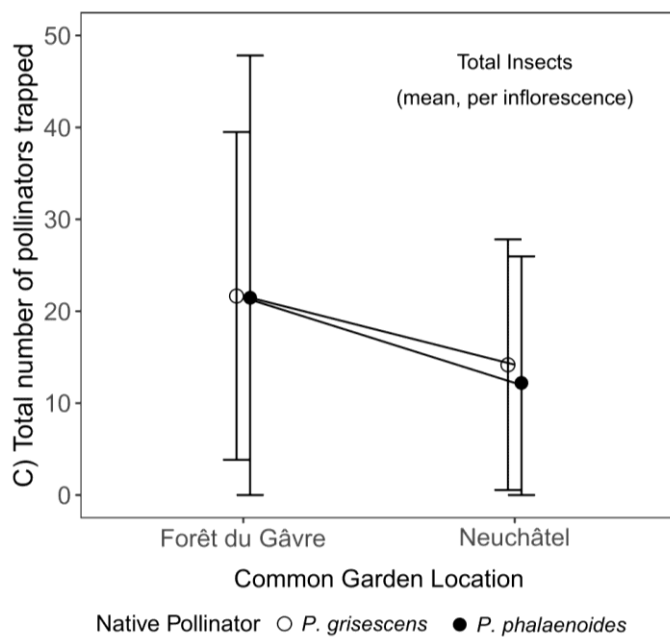 C) Total number of pollinators trapped
50
40
30
20
10
0
Total Insects
(mean, per inflorescence)
Forêt du Gâvre
Neuchâtel
Common Garden Location
Native Pollinator P. grisescens P. phalaenoides